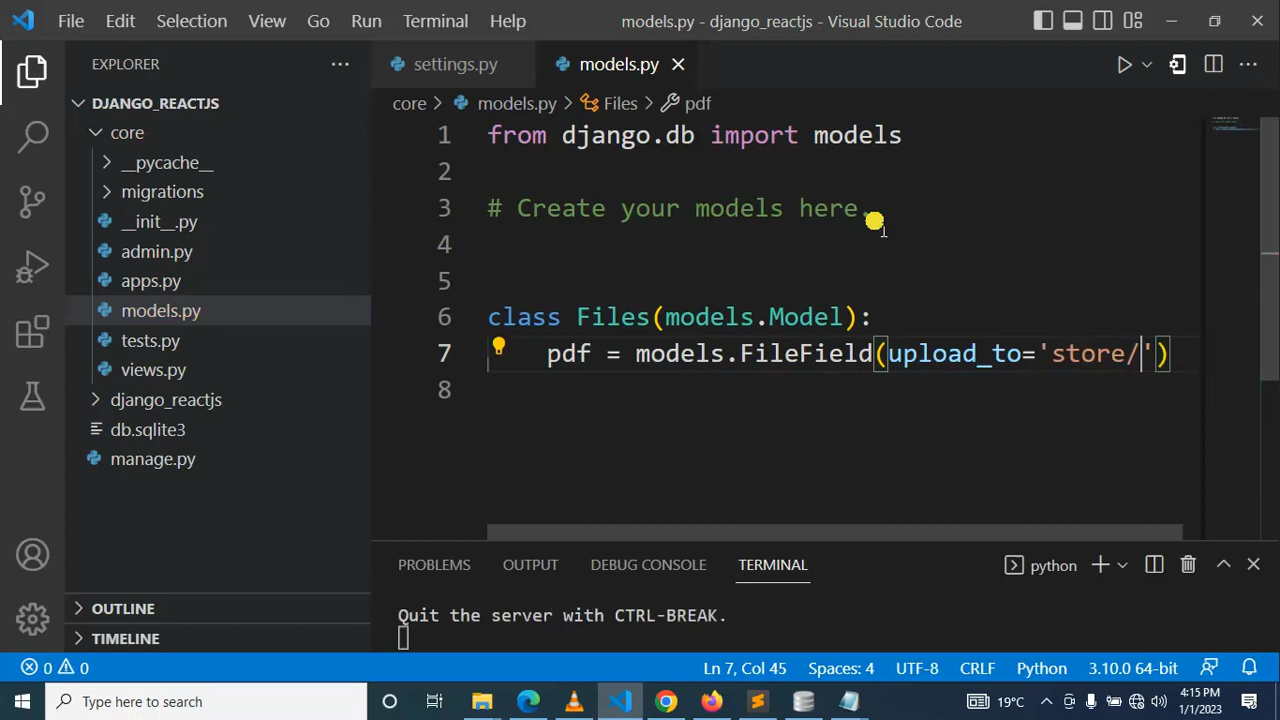 File Edit Selection View Go Run Terminal Help models.py - django_reactjs - Visual Studio Code
EXPLORER
settings.py
models.py
DJANGO_REACTJS
core
__pycache__
migrations
__init__.py
admin.py
apps.py
models.py
tests.py
views.py
django_reactjs
db.sqlite3
manage.py
OUTLINE
TIMELINE
core > models.py > Files > pdf
1 from django.db import models
2
3 # Create your models here.
4
5
6 class Files(models.Model):
7 pdf = models.FileField(upload_to='store/')
8
PROBLEMS OUTPUT DEBUG CONSOLE TERMINAL python
Quit the server with CTRL-BREAK.
0 0 Ln 7, Col 45 Spaces: 4 UTF-8 CRLF Python 3.10.0 64-bit
Type here to search 19°C 4:15 PM
1/1/2023